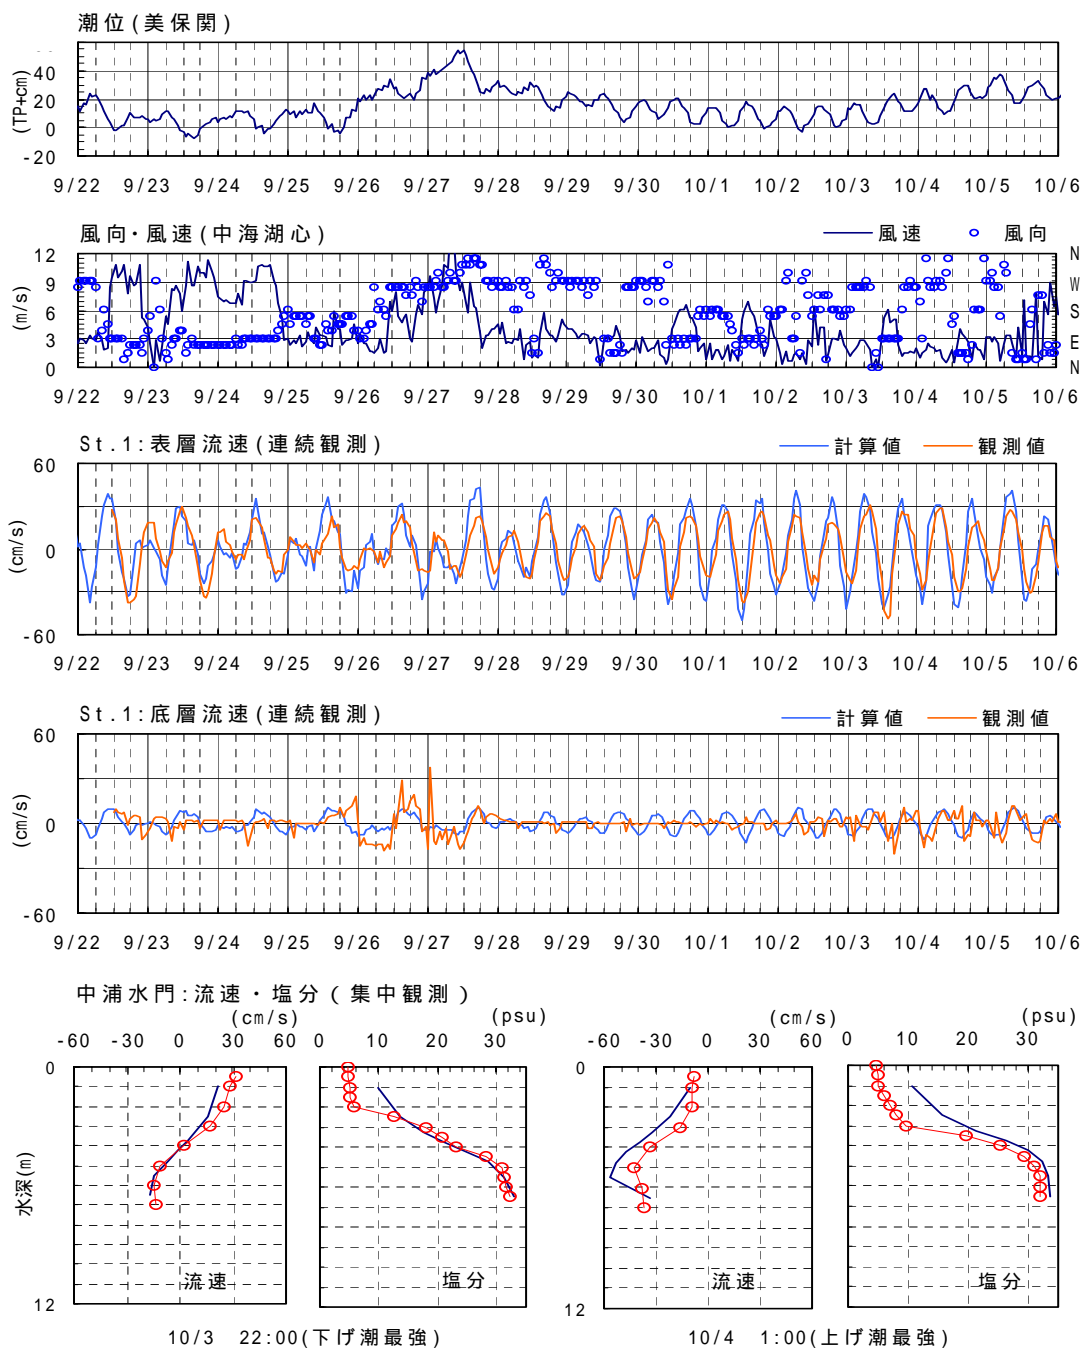 潮位(美保関)
(TP+cm)
40
20
0
-20
9/22 9/23 9/24 9/25 9/26 9/27 9/28 9/29 9/30 10/1 10/2 10/3 10/4 10/5 10/6
風向・風速(中海湖心) 風速 風向
(m/s)
12 N
9 W
6 S
3 E
0 N
9/22 9/23 9/24 9/25 9/26 9/27 9/28 9/29 9/30 10/1 10/2 10/3 10/4 10/5 10/6
St.1:表層流速(連続観測) 計算値 観測値
(cm/s)
60
0
-60
9/22 9/23 9/24 9/25 9/26 9/27 9/28 9/29 9/30 10/1 10/2 10/3 10/4 10/5 10/6
St.1:底層流速(連続観測) 計算値 観測値
(cm/s)
60
0
-60
9/22 9/23 9/24 9/25 9/26 9/27 9/28 9/29 9/30 10/1 10/2 10/3 10/4 10/5 10/6
中浦水門:流速・塩分(集中観測)
(cm/s) (psu) (cm/s) (psu)
-60 -30 0 30 60 0 10 20 30 -60 -30 0 30 60 0 10 20 30
0
水深(m)
流速 塩分 流速 塩分
12 12
10/3 22:00(下げ潮最強) 10/4 1:00(上げ潮最強)